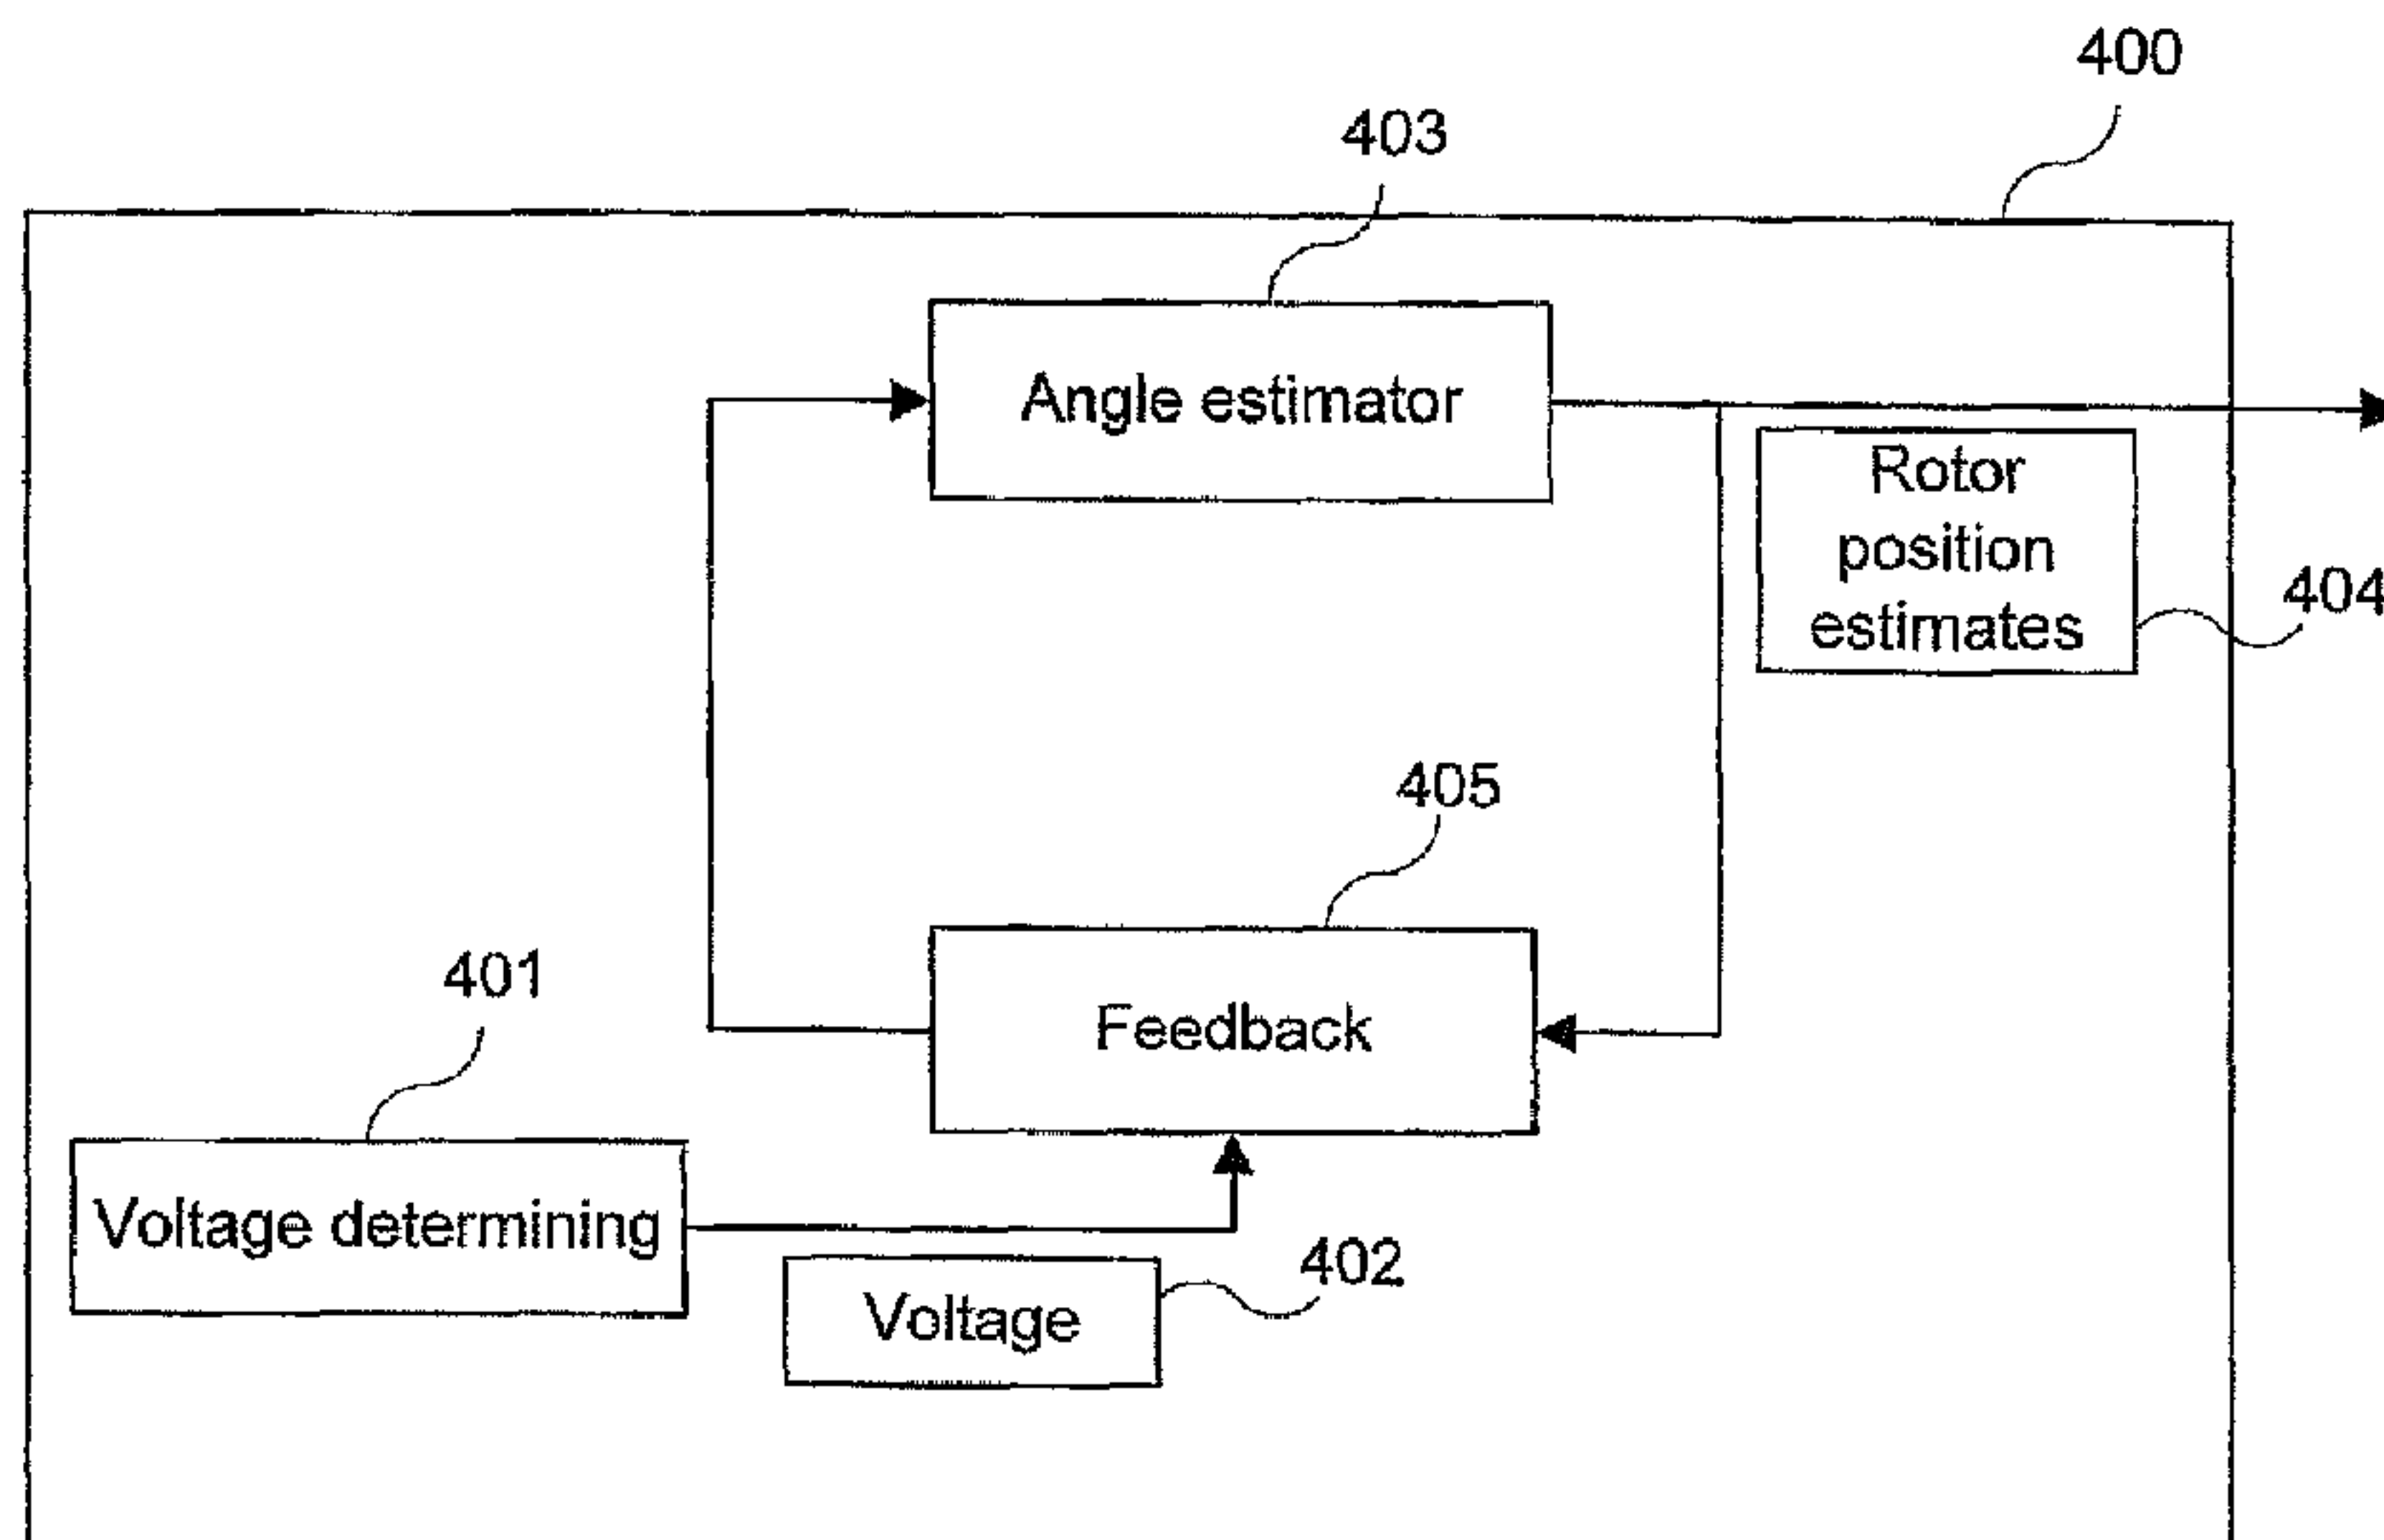 400
403
Angle estimator
Rotor
position
estimates
404
405
Feedback
401
Voltage determining
402
Voltage